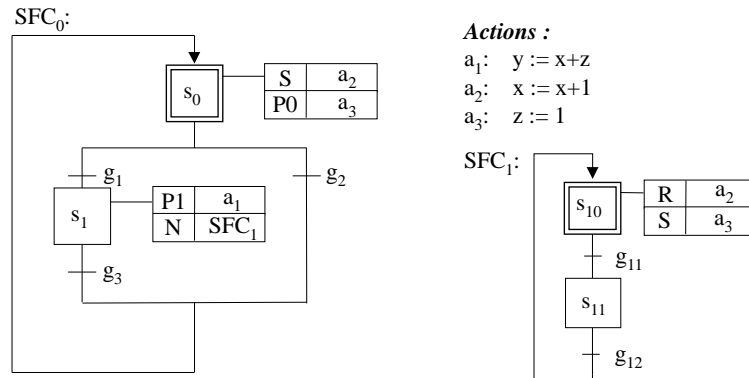 SFC₀:
s₀
S a₂
P0 a₃
g₁
g₂
s₁
P1 a₁
N SFC₁
g₃
Actions :
a₁: y := x+z
a₂: x := x+1
a₃: z := 1
SFC₁:
s₁₀
R a₂
S a₃
g₁₁
s₁₁
g₁₂